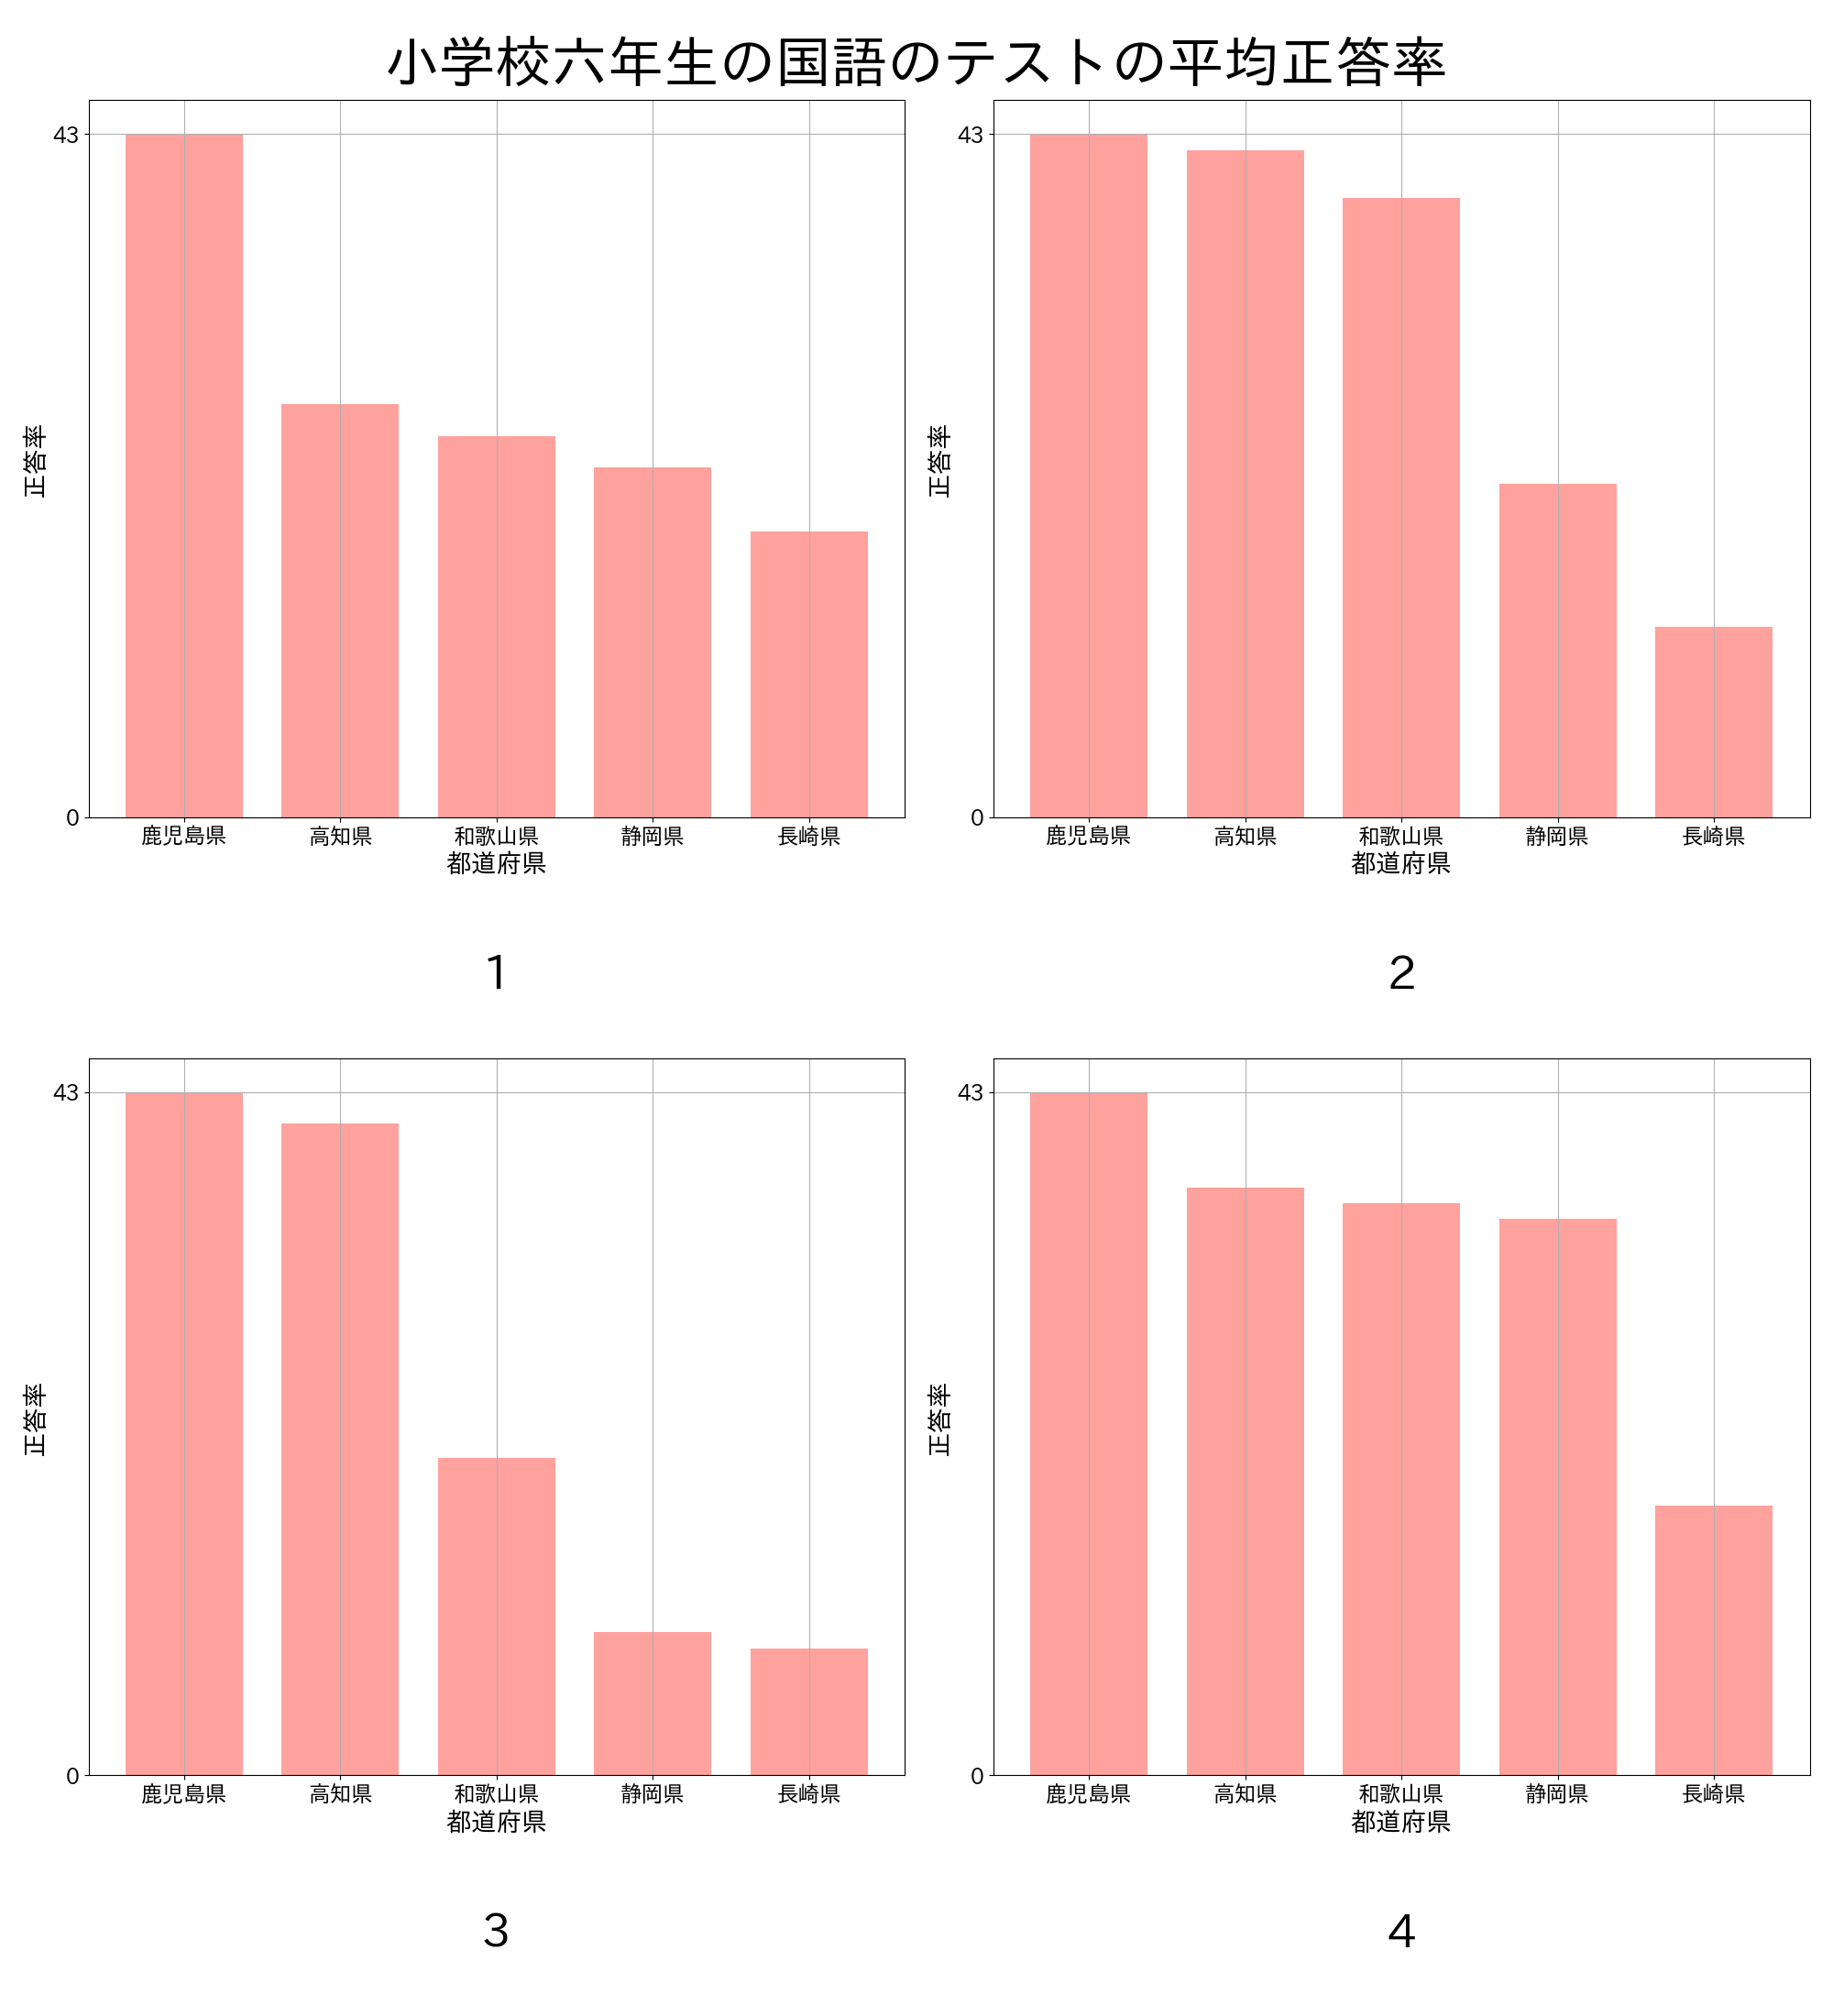 小学校六年生の国語のテストの平均正答率
43
正答率
0
鹿児島県 高知県 和歌山県 静岡県 長崎県
都道府県
1
43
正答率
0
鹿児島県 高知県 和歌山県 静岡県 長崎県
都道府県
2
43
正答率
0
鹿児島県 高知県 和歌山県 静岡県 長崎県
都道府県
3
43
正答率
0
鹿児島県 高知県 和歌山県 静岡県 長崎県
都道府県
4